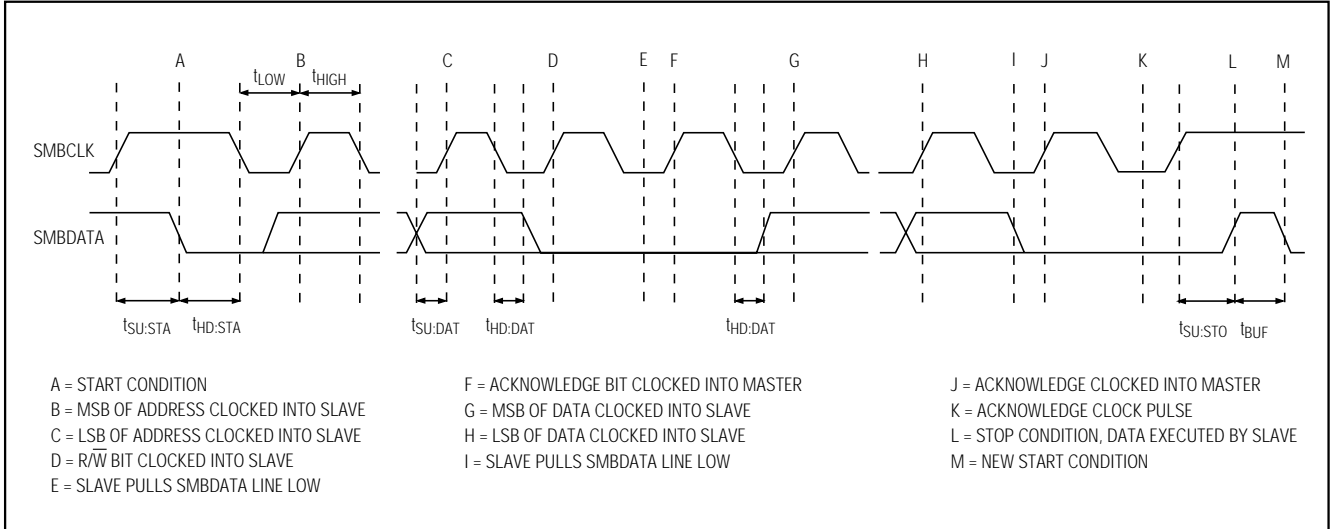 A B C D E F G H I J K L M
tLOW tHIGH
SMBCLK
SMBDATA
tSU:STA tHD:STA tSU:DAT tHD:DAT tHD:DAT tSU:STO tBUF
A = START CONDITION
B = MSB OF ADDRESS CLOCKED INTO SLAVE
C = LSB OF ADDRESS CLOCKED INTO SLAVE
D = R/W̅ BIT CLOCKED INTO SLAVE
E = SLAVE PULLS SMBDATA LINE LOW
F = ACKNOWLEDGE BIT CLOCKED INTO MASTER
G = MSB OF DATA CLOCKED INTO SLAVE
H = LSB OF DATA CLOCKED INTO SLAVE
I = SLAVE PULLS SMBDATA LINE LOW
J = ACKNOWLEDGE CLOCKED INTO MASTER
K = ACKNOWLEDGE CLOCK PULSE
L = STOP CONDITION, DATA EXECUTED BY SLAVE
M = NEW START CONDITION